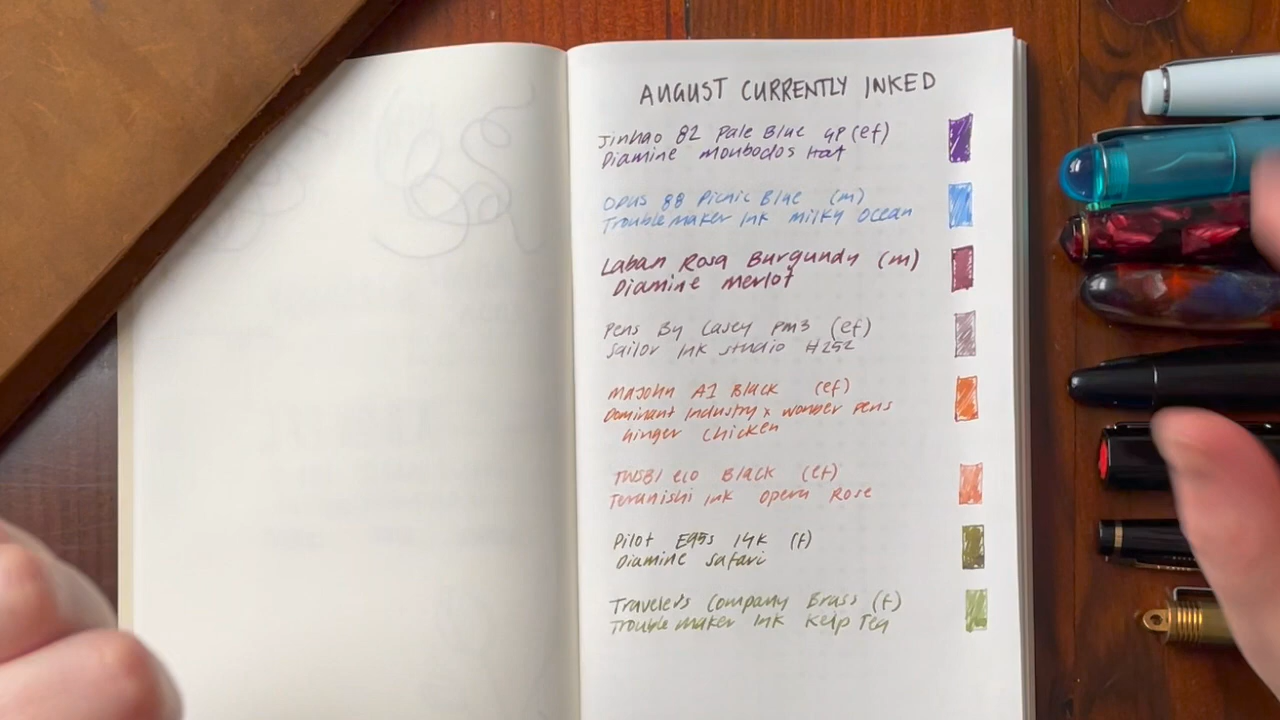 AUGUST CURRENTLY INKED
Jinhao 82 Pale Blue GP (ef)
Diamine Monbodos Hat
Opus 88 Picnic Blue (m)
Troublemaker Ink Milky Ocean
Laban Rosa Burgundy (m)
Diamine Merlot
Pens By Casey PM3 (ef)
Sailor Ink Studio #252
Majohn A1 Black (ef)
Dominant Industry x Wonder Pens
Ginger Chicken
TWSBI eco Black (ef)
Teranishi Ink Opera Rose
Pilot E95s 14K (f)
Diamine Safari
Traveler's Company Brass (f)
Troublemaker Ink Kelp Tea